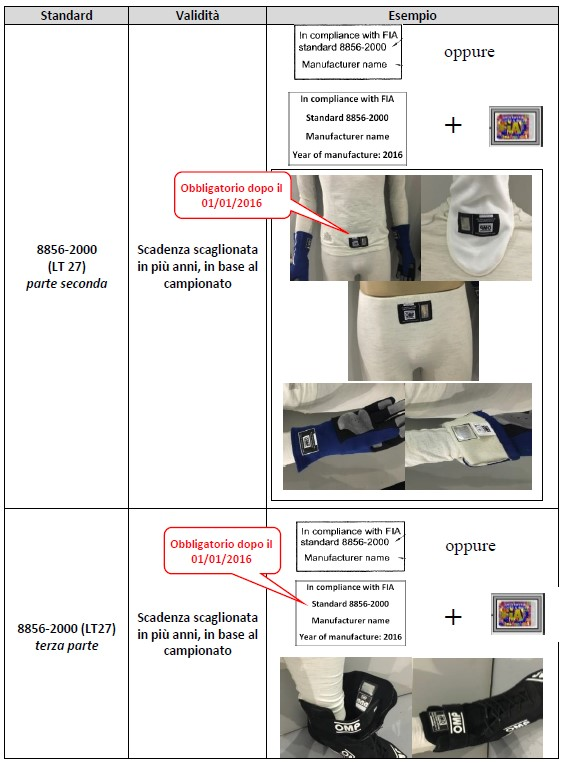 Standard
Validità
Esempio
In compliance with FIA
standard 8856-2000
Manufacturer name
oppure
In compliance with FIA
Standard 8856-2000
Manufacturer name
Year of manufacture: 2016
+
Obbligatorio dopo il
01/01/2016
8856-2000
(LT 27)
parte seconda
Scadenza scaglionata
in più anni, in base al
campionato
OMP
In compliance with FIA
standard 8856-2000
Manufacturer name
oppure
Obbligatorio dopo il
01/01/2016
In compliance with FIA
Standard 8856-2000
Manufacturer name
Year of manufacture: 2016
+
8856-2000 (LT27)
terza parte
Scadenza scaglionata
in più anni, in base al
campionato
OMP
OMP